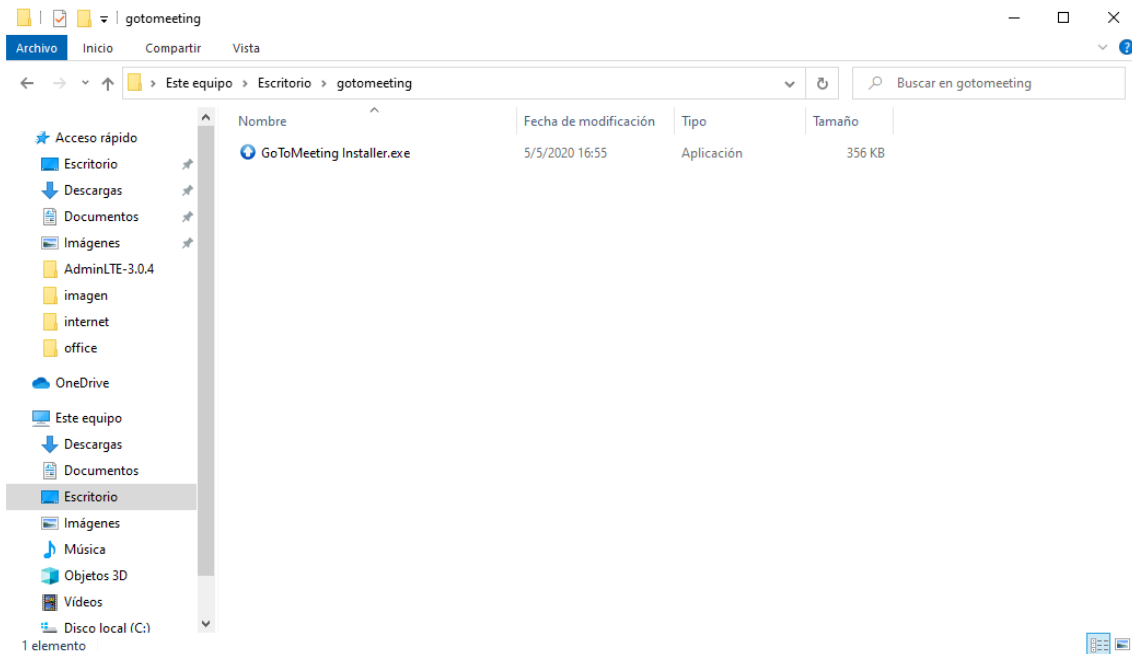 gotomeeting
Archivo Inicio Compartir Vista
Este equipo Escritorio gotomeeting Buscar en gotomeeting
Nombre Fecha de modificación Tipo Tamaño
GoToMeeting Installer.exe 5/5/2020 16:55 Aplicación 356 KB
Acceso rápido
Escritorio
Descargas
Documentos
Imágenes
AdminLTE-3.0.4
imagen
internet
office
OneDrive
Este equipo
Descargas
Documentos
Escritorio
Imágenes
Música
Objetos 3D
Vídeos
Disco local (C:)
1 elemento